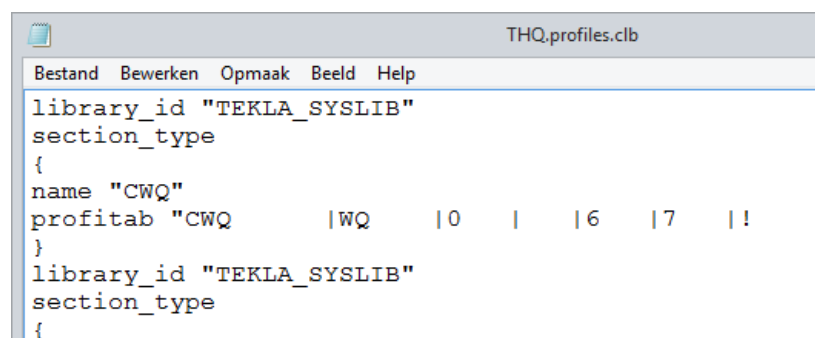 THQ.profiles.clb
Bestand Bewerken Opmaak Beeld Help
library_id "TEKLA_SYSLIB"
section_type
{
name "CWQ"
profitab "CWQ |WQ |0 | |6 |7 |!
}
library_id "TEKLA_SYSLIB"
section_type
{